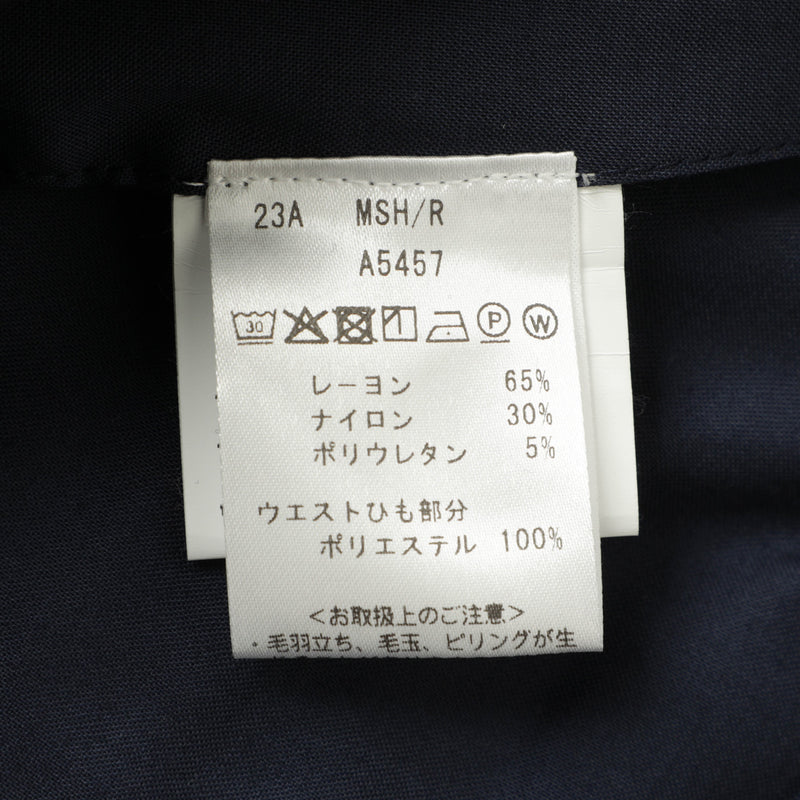 23A MSH/R
A5457
30 P W
レーヨン 65%
ナイロン 30%
ポリウレタン 5%
ウエストひも部分
ポリエステル 100%
<お取扱上のご注意>
・毛羽立ち、毛玉、ピリングが生